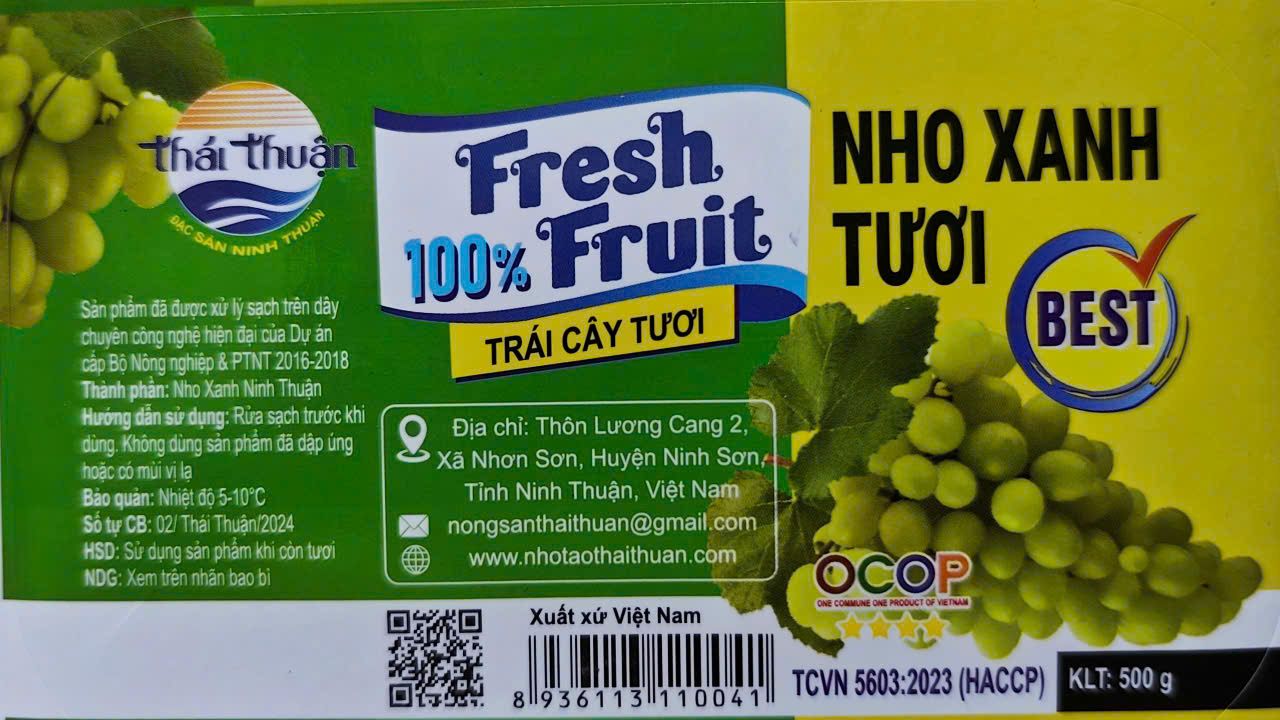 Thái Thuận
ĐẶC SẢN NINH THUẬN
Sản phẩm đã được xử lý sạch trên dây
chuyên công nghệ hiện đại của Dự án
cấp Bộ Nông nghiệp & PTNT 2016-2018
Thành phần: Nho Xanh Ninh Thuận
Hướng dẫn sử dụng: Rửa sạch trước khi
dùng. Không dùng sản phẩm đã dập úng
hoặc có mùi vị lạ
Bảo quản: Nhiệt độ 5-10°C
Số tự CB: 02/ Thái Thuận/2024
HSD: Sử dụng sản phẩm khi còn tươi
NDG: Xem trên nhãn bao bì
Fresh
100% Fruit
TRÁI CÂY TƯƠI
Địa chỉ: Thôn Lương Cang 2,
Xã Nhơn Sơn, Huyện Ninh Sơn,
Tỉnh Ninh Thuận, Việt Nam
nongsanthaithuan@gmail.com
www.nhotaothaithuan.com
Xuất xứ Việt Nam
8 936113 110041
NHO XANH
TƯƠI
BEST
OCOP
ONE COMMUNE ONE PRODUCT OF VIETNAM
TCVN 5603:2023 (HACCP)
KLT: 500 g